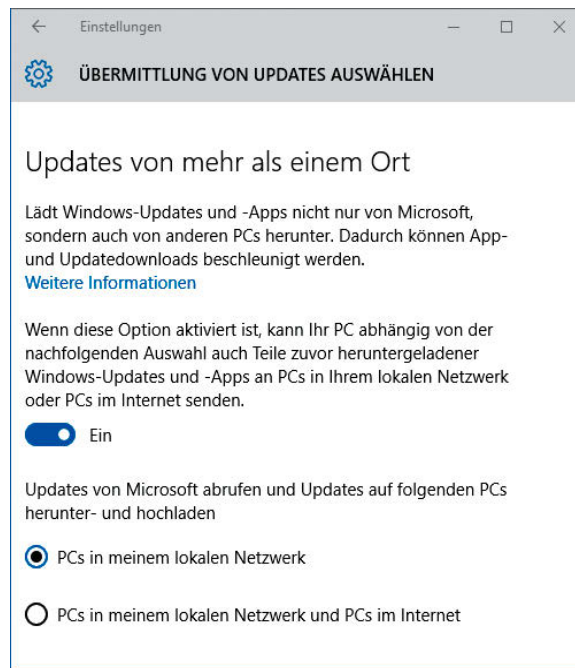 Einstellungen
ÜBERMITTLUNG VON UPDATES AUSWÄHLEN
Updates von mehr als einem Ort
Lädt Windows-Updates und -Apps nicht nur von Microsoft,
sondern auch von anderen PCs herunter. Dadurch können App-
und Updatedownloads beschleunigt werden.
Weitere Informationen
Wenn diese Option aktiviert ist, kann Ihr PC abhängig von der
nachfolgenden Auswahl auch Teile zuvor heruntergeladener
Windows-Updates und -Apps an PCs in Ihrem lokalen Netzwerk
oder PCs im Internet senden.
Ein
Updates von Microsoft abrufen und Updates auf folgenden PCs
herunter- und hochladen
PCs in meinem lokalen Netzwerk
PCs in meinem lokalen Netzwerk und PCs im Internet